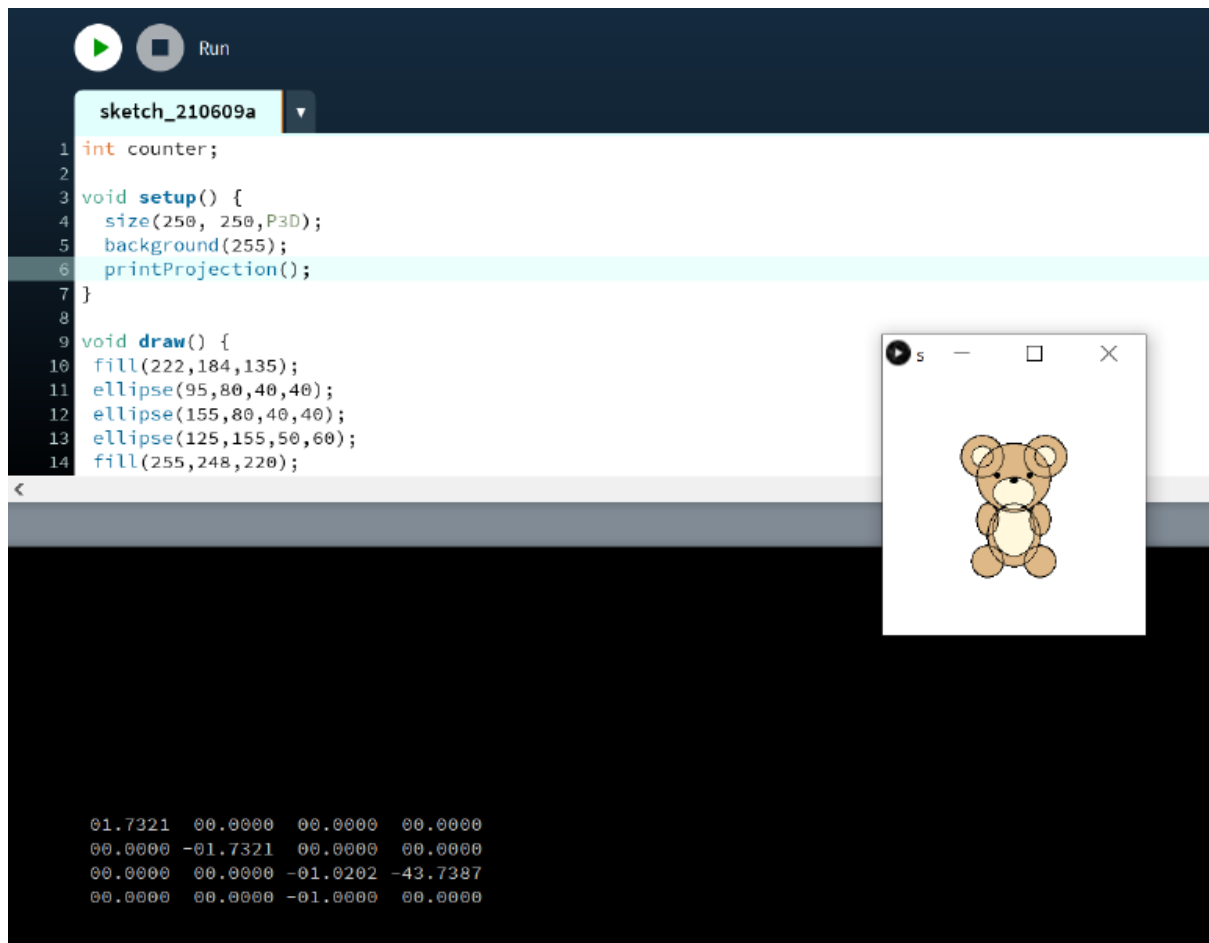 Run
sketch_210609a
1 int counter;
2
3 void setup() {
4 size(250, 250,P3D);
5 background(255);
6 printProjection();
7 }
8
9 void draw() {
10 fill(222,184,135);
11 ellipse(95,80,40,40);
12 ellipse(155,80,40,40);
13 ellipse(125,155,50,60);
14 fill(255,248,220);
s
01.7321 00.0000 00.0000 00.0000
00.0000 -01.7321 00.0000 00.0000
00.0000 00.0000 -01.0202 -43.7387
00.0000 00.0000 -01.0000 00.0000